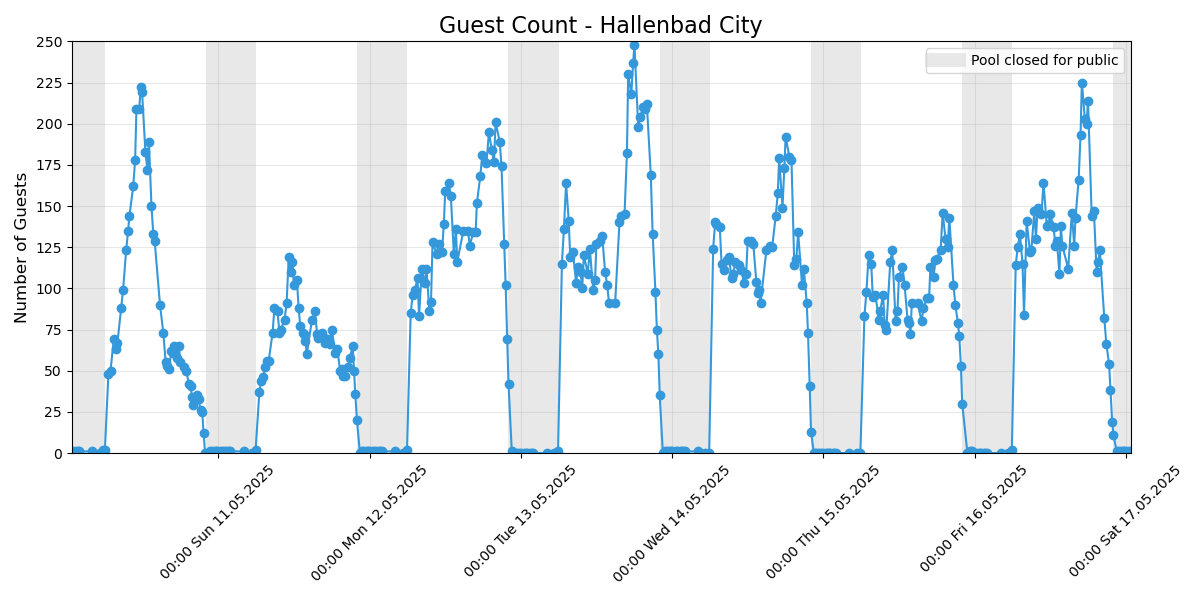 Guest Count - Hallenbad City
Pool closed for public
Number of Guests
250
225
200
175
150
125
100
75
50
25
0
00:00 Sun 11.05.2025
00:00 Mon 12.05.2025
00:00 Tue 13.05.2025
00:00 Wed 14.05.2025
00:00 Thu 15.05.2025
00:00 Fri 16.05.2025
00:00 Sat 17.05.2025